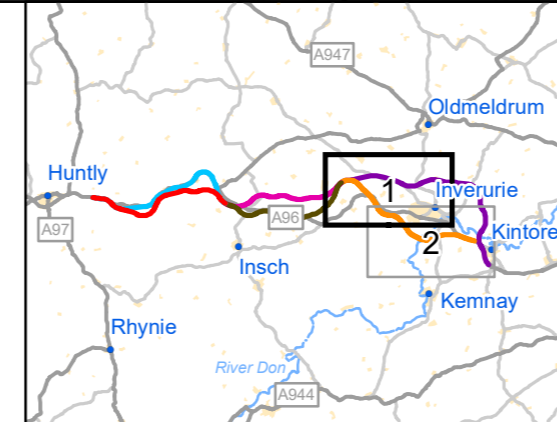 A947
Oldmeldrum
Huntly
1
Inverurie
A96
A97
Kintore
2
Insch
Kemnay
Rhynie
River Don
A944